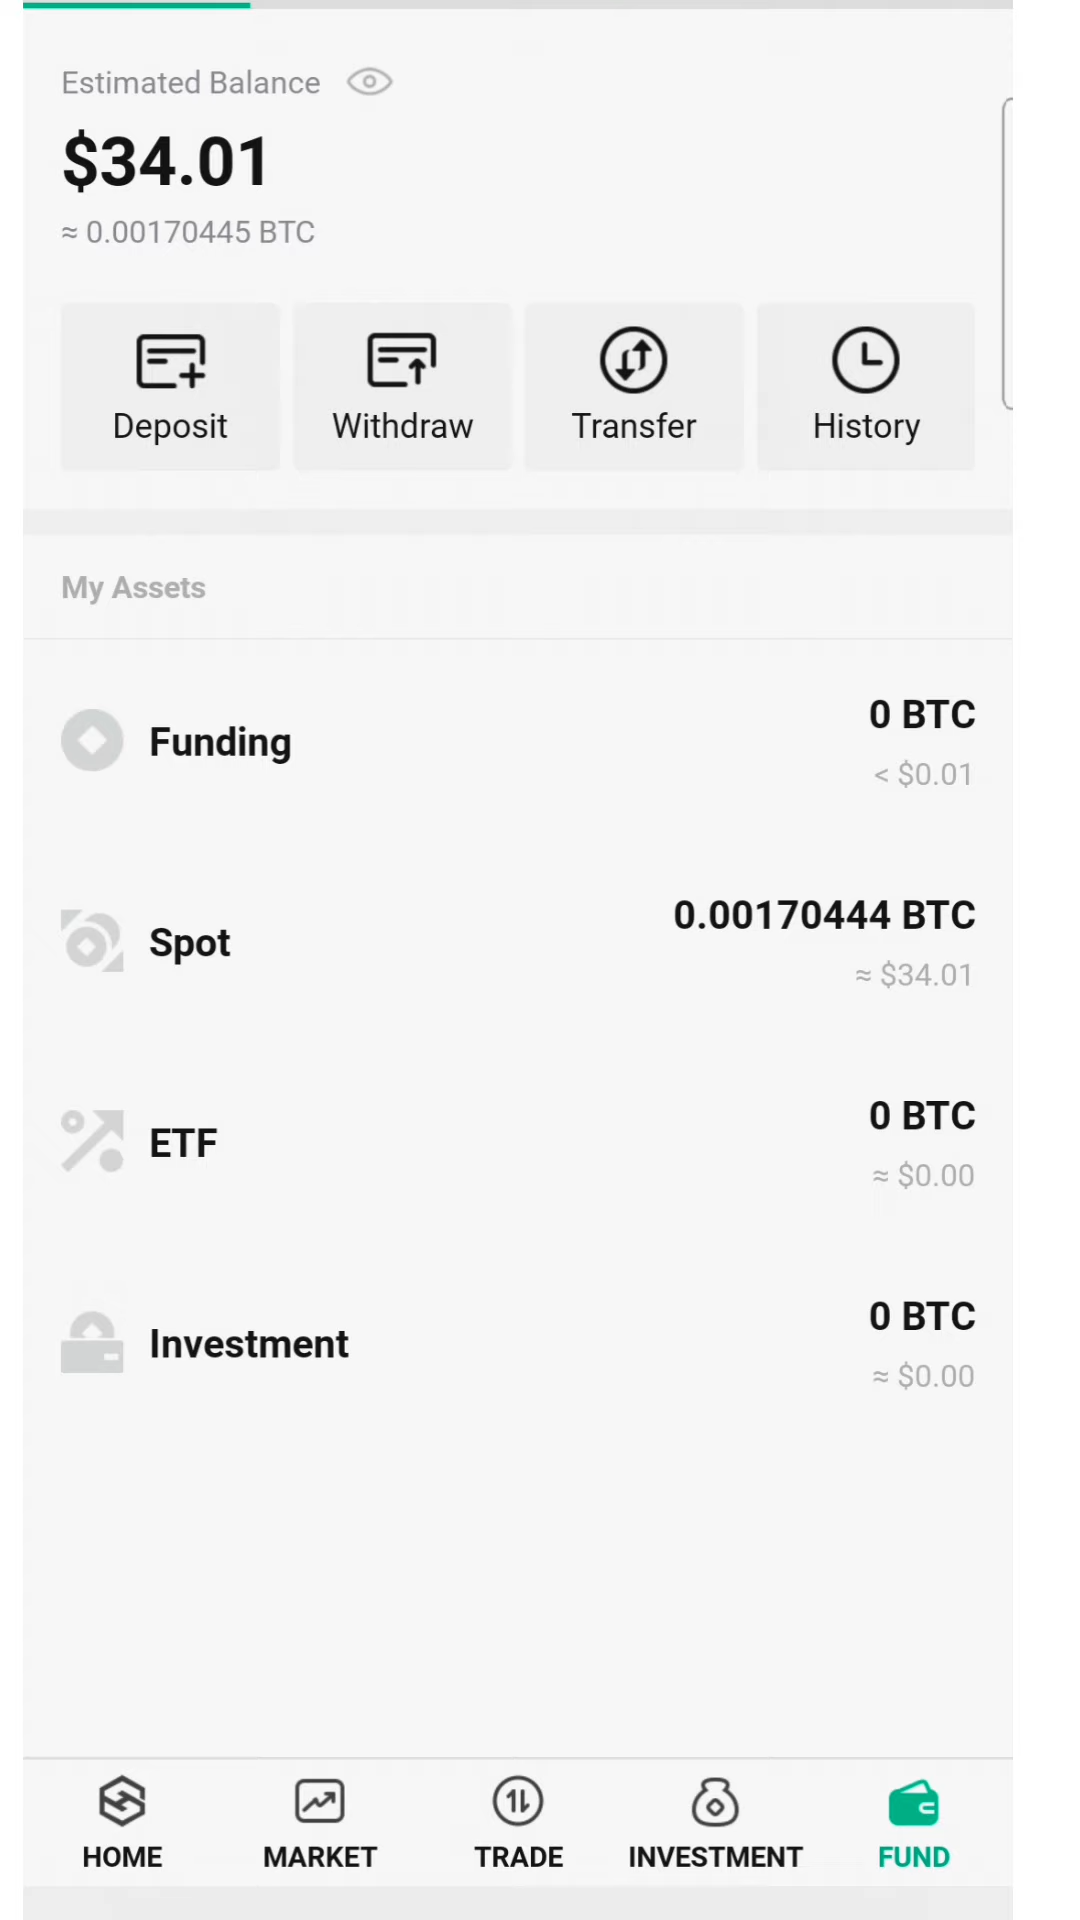 Estimated Balance
$34.01
≈ 0.00170445 BTC
Deposit
Withdraw
Transfer
History
My Assets
Funding
0 BTC
< $0.01
Spot
0.00170444 BTC
≈ $34.01
ETF
0 BTC
≈ $0.00
Investment
0 BTC
≈ $0.00
HOME
MARKET
TRADE
INVESTMENT
FUND